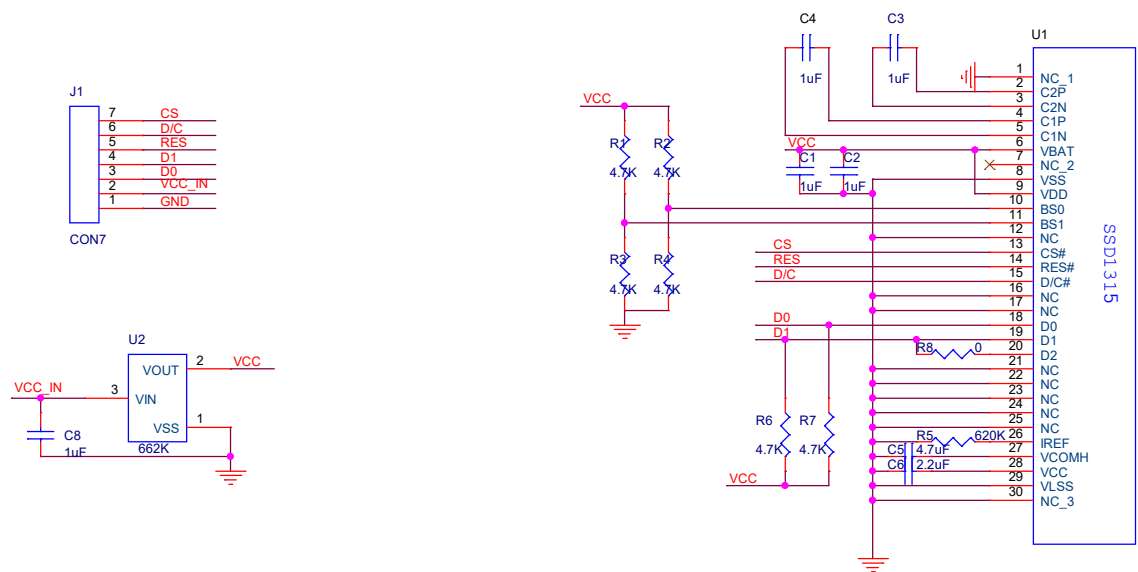 J1
7 CS
6 D/C
5 RES
4 D1
3 D0
2 VCC_IN
1 GND
CON7
U2
VCC_IN
3 VIN
VOUT 2 VCC
VSS 1
662K
C8
1uF
VCC
R1
4.7K
R2
4.7K
R3
4.7K
R4
4.7K
C4
1uF
C3
1uF
VCC
C1
1uF
C2
1uF
CS
RES
D/C
D0
D1
R8 0
R6
4.7K
R7
4.7K
VCC
R5 620K
C5 4.7uF
C6 2.2uF
U1
1 NC_1
2 C2P
3 C2N
4 C1P
5 C1N
6 VBAT
7 NC_2
8 VSS
9 VDD
10 BS0
11 BS1
12 NC
13 CS#
14 RES#
15 D/C#
16 NC
17 NC
18 D0
19 D1
20 D2
21 NC
22 NC
23 NC
24 NC
25 NC
26 IREF
27 VCOMH
28 VCC
29 VLSS
30 NC_3
SSD1315